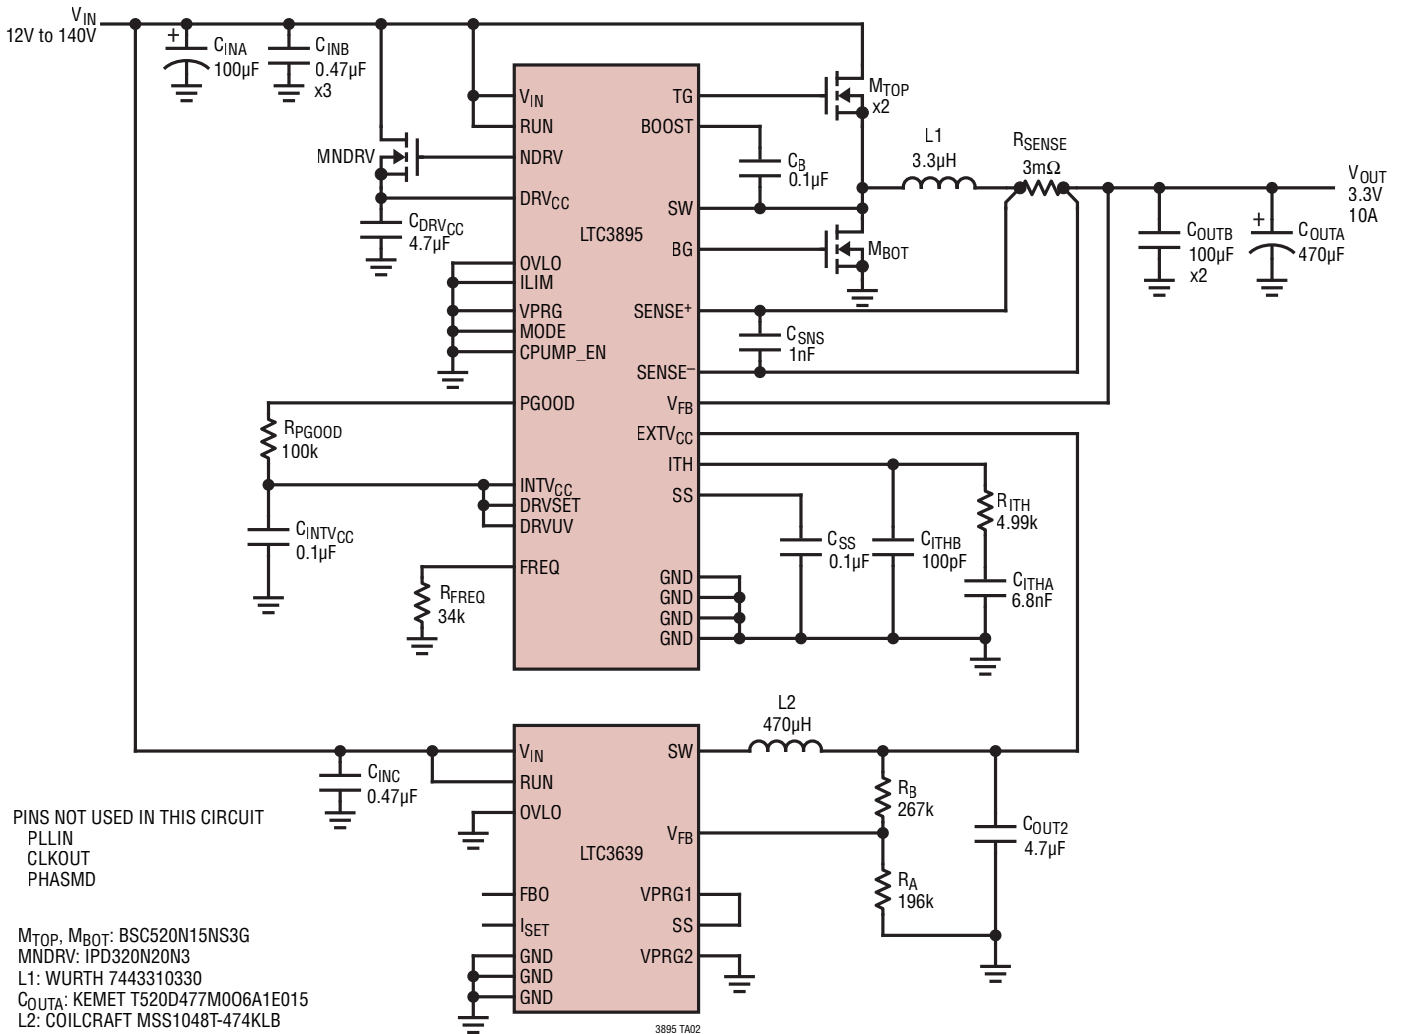 VIN
12V to 140V
CINA
100µF
CINB
0.47µF
x3
MNDRV
CDRVCC
4.7µF
VIN
RUN
NDRV
DRVCC
LTC3895
OVLO
ILIM
VPRG
MODE
CPUMP_EN
PGOOD
INTVCC
DRVSET
DRVUV
FREQ
TG
BOOST
SW
BG
SENSE+
SENSE–
VFB
EXTVCC
ITH
SS
GND
GND
GND
GND
MTOP
x2
CB
0.1µF
MBOT
L1
3.3µH
RSENSE
3mΩ
VOUT
3.3V
10A
COUTB
100µF
x2
COUTA
470µF
CSNS
1nF
RPGOOD
100k
CINTVCC
0.1µF
RFREQ
34k
CSS
0.1µF
CITHB
100pF
RITH
4.99k
CITHA
6.8nF
CINC
0.47µF
VIN
RUN
OVLO
LTC3639
FBO
ISET
GND
GND
GND
SW
VFB
VPRG1
SS
VPRG2
L2
470µH
RB
267k
RA
196k
COUT2
4.7µF
PINS NOT USED IN THIS CIRCUIT
PLLIN
CLKOUT
PHASMD
MTOP, MBOT: BSC520N15NS3G
MNDRV: IPD320N20N3
L1: WURTH 7443310330
COUTA: KEMET T520D477M006A1E015
L2: COILCRAFT MSS1048T-474KLB
3895 TA02